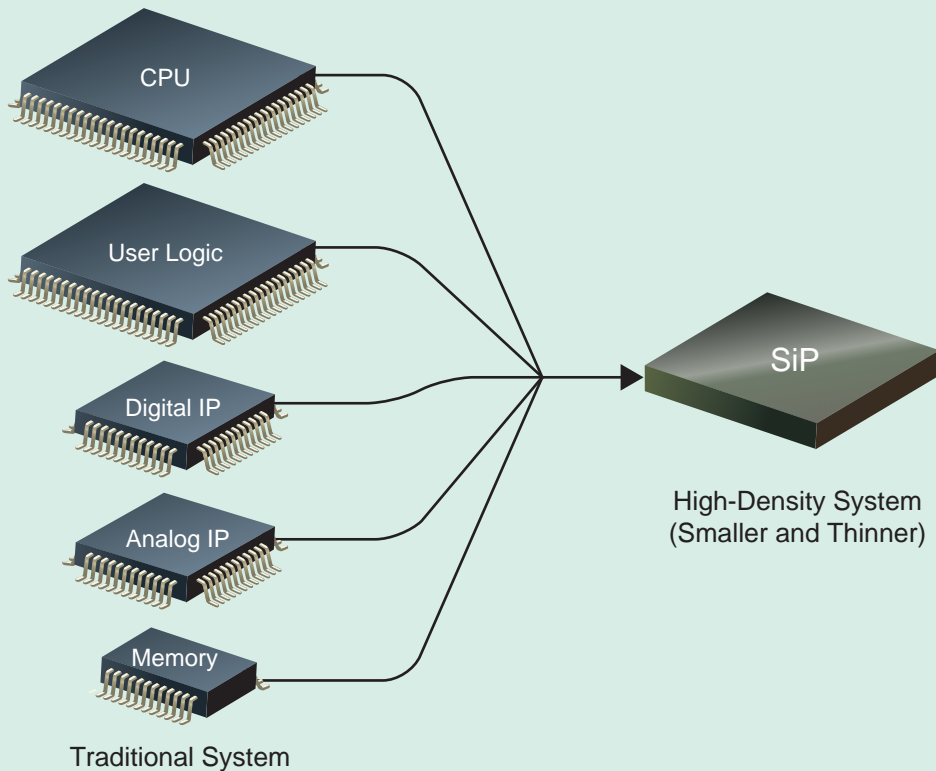 CPU
User Logic
Digital IP
Analog IP
Memory
Traditional System
SiP
High-Density System
(Smaller and Thinner)